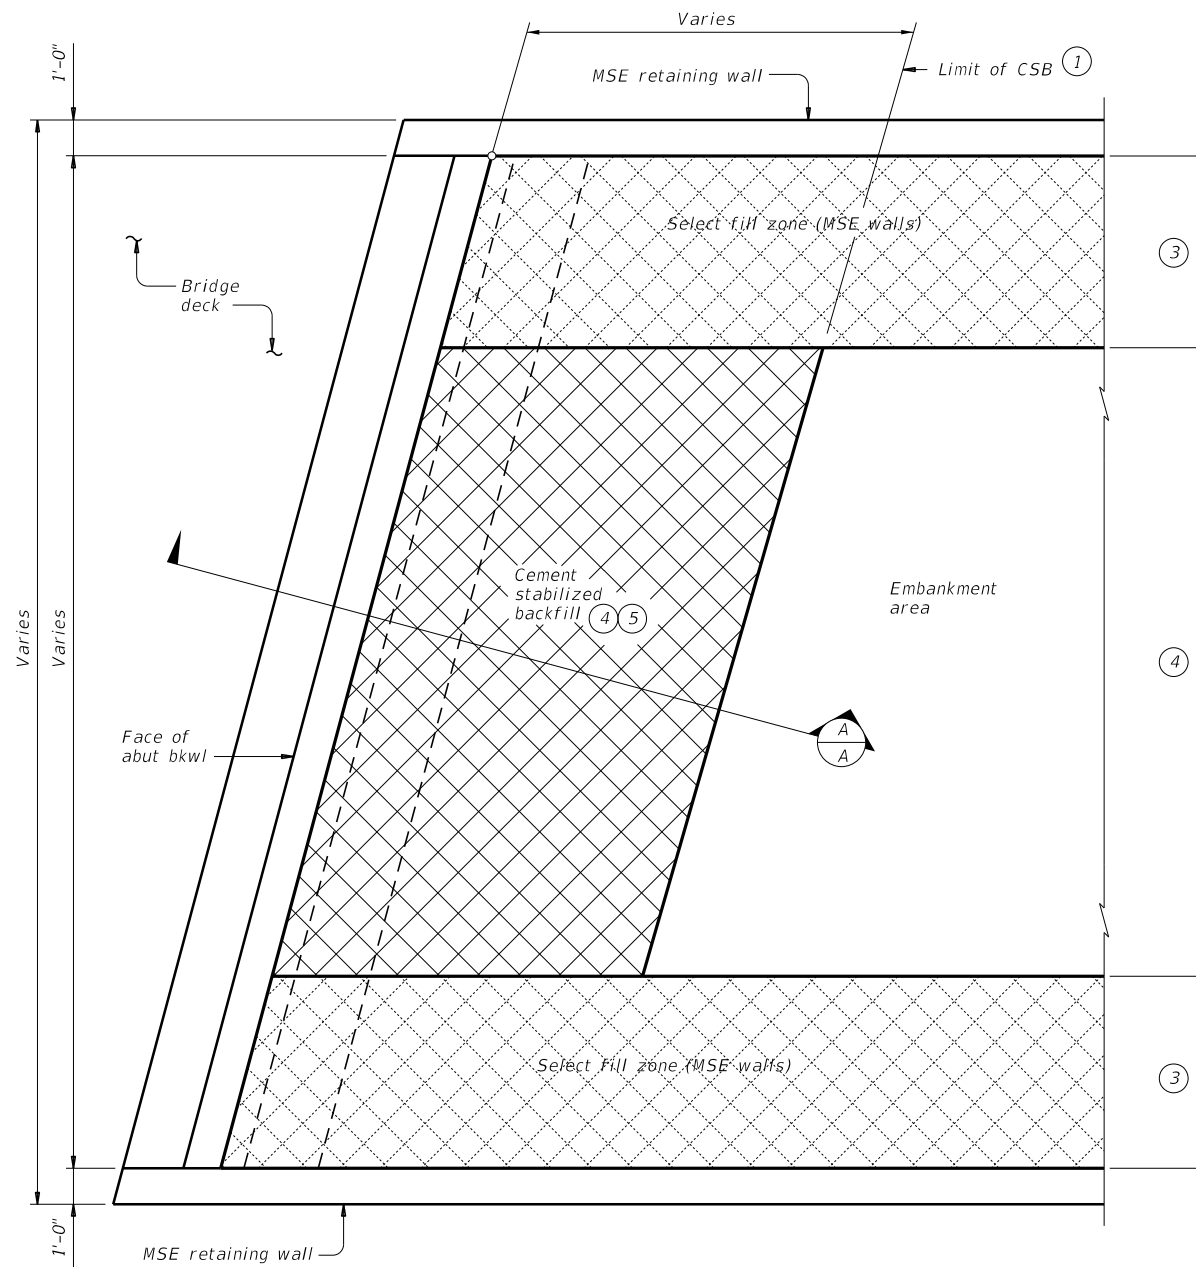 Varies
1'-0"
MSE retaining wall
Limit of CSB 1
Select fill zone (MSE walls)
3
Bridge
deck
Cement
stabilized
backfill 4 5
Embankment
area
Varies
Varies
4
Face of
abut bkwl
A
A
Select fill zone (MSE walls)
3
1'-0"
MSE retaining wall